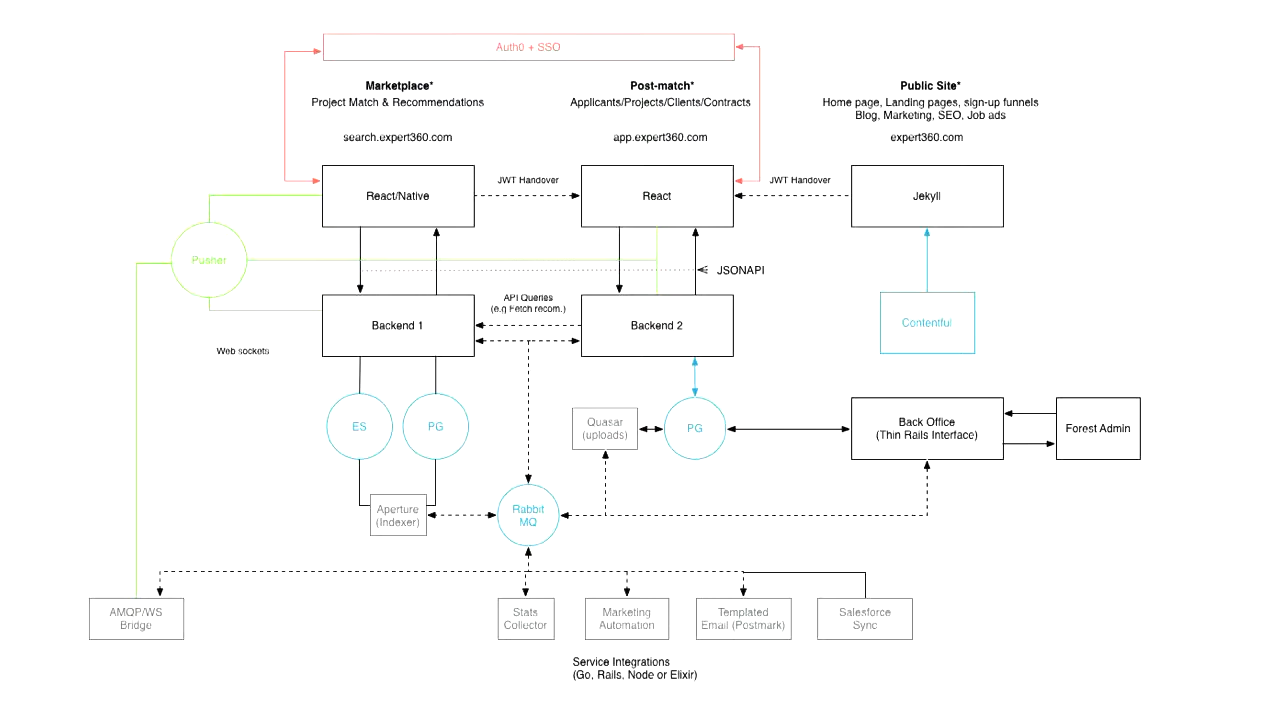 Auth0 + SSO
Marketplace*
Project Match & Recommendations
search.expert360.com
Post-match*
Applicants/Projects/Clients/Contracts
app.expert360.com
Public Site*
Home page, Landing pages, sign-up funnels
Blog, Marketing, SEO, Job ads
expert360.com
React/Native
JWT Handover
React
JWT Handover
Jekyll
Pusher
JSONAPI
API Queries
(e.g Fetch recom.)
Backend 1
Backend 2
Contentful
Web sockets
ES
PG
Quasar
(uploads)
PG
Back Office
(Thin Rails Interface)
Forest Admin
Aperture
(Indexer)
Rabbit
MQ
AMQP/WS
Bridge
Stats
Collector
Marketing
Automation
Templated
Email (Postmark)
Salesforce
Sync
Service Integrations
(Go, Rails, Node or Elixir)